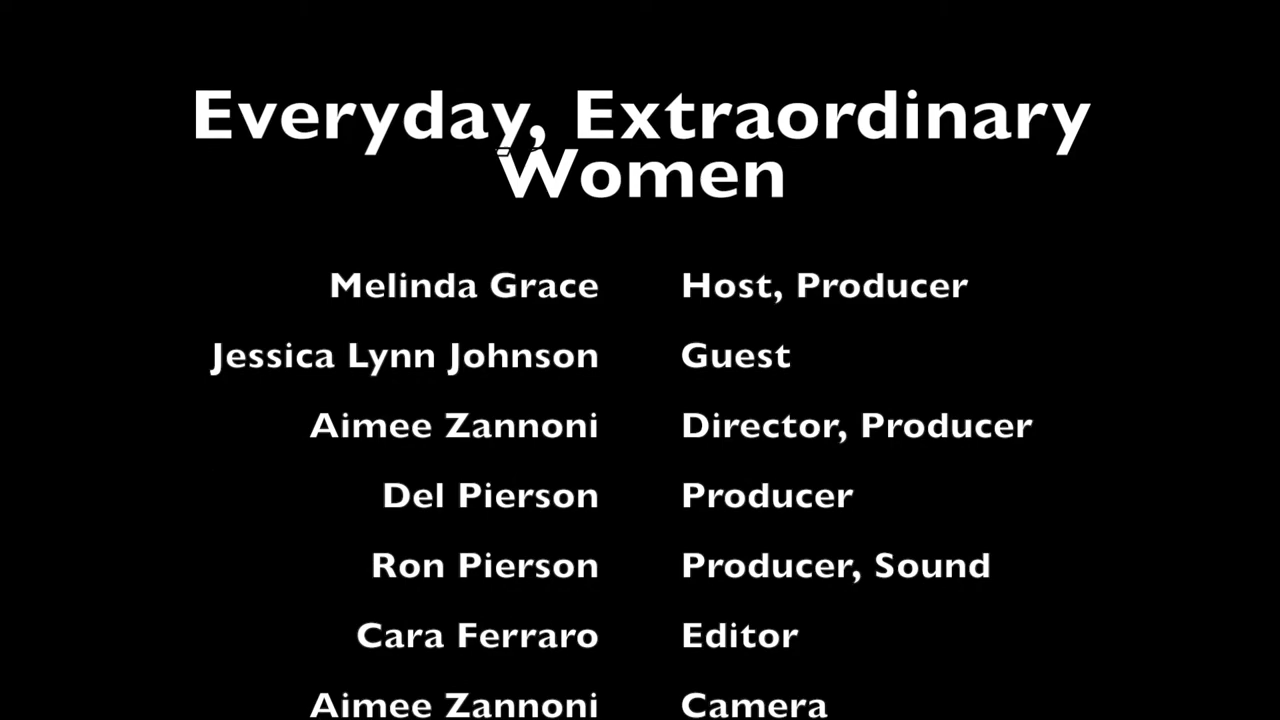 Everyday, Extraordinary
Women
Melinda Grace Host, Producer
Jessica Lynn Johnson Guest
Aimee Zannoni Director, Producer
Del Pierson Producer
Ron Pierson Producer, Sound
Cara Ferraro Editor
Aimee Zannoni Camera